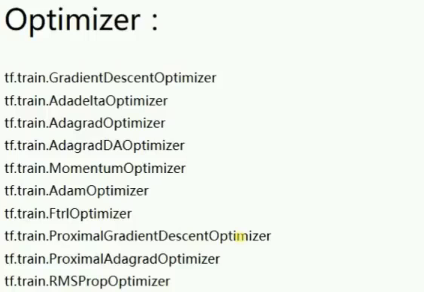 Optimizer：
tf.train.GradientDescentOptimizer
tf.train.AdadeltaOptimizer
tf.train.AdagradOptimizer
tf.train.AdagradDAOptimizer
tf.train.MomentumOptimizer
tf.train.AdamOptimizer
tf.train.FtrlOptimizer
tf.train.ProximalGradientDescentOptimizer
tf.train.ProximalAdagradOptimizer
tf.train.RMSPropOptimizer